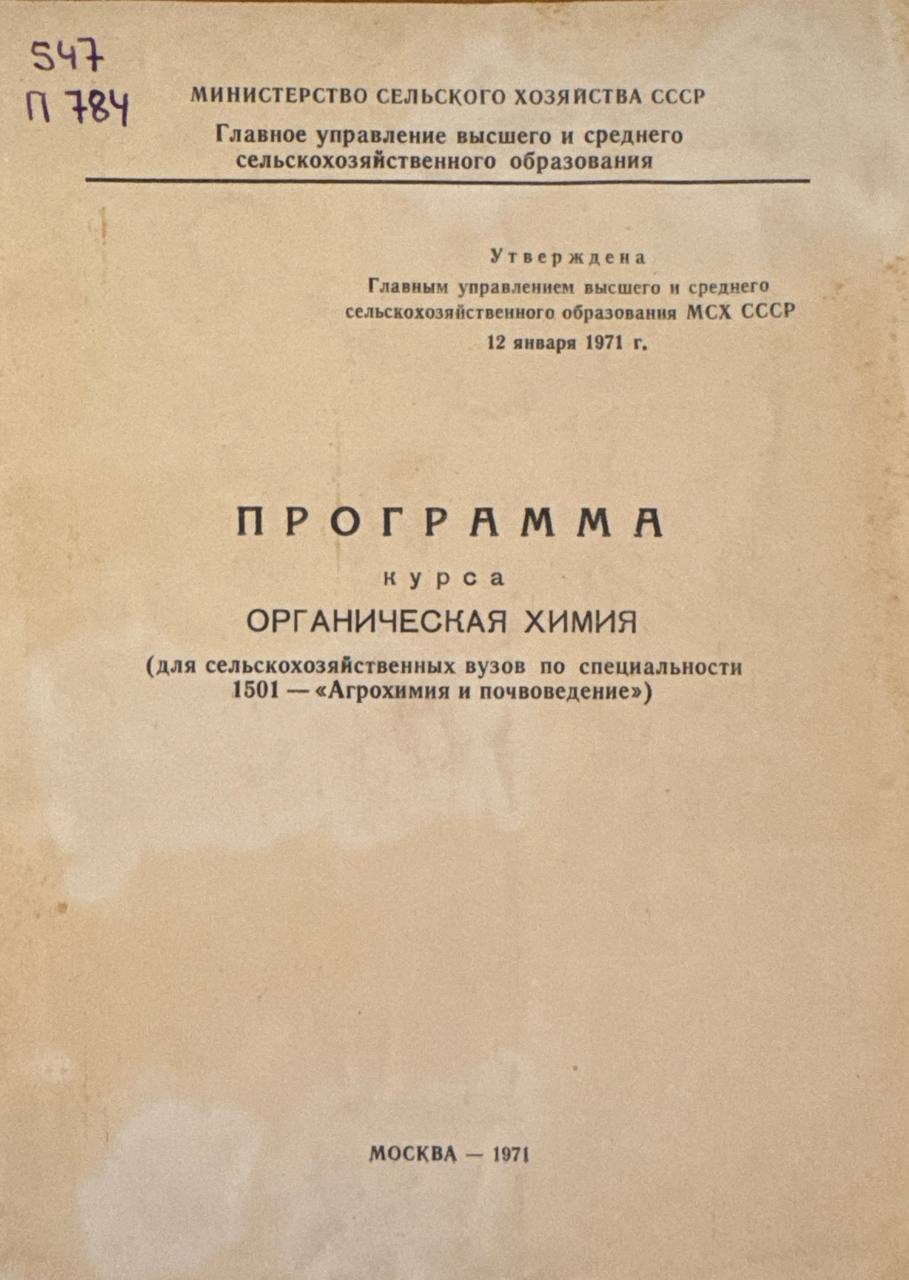 547
П 784
МИНИСТЕРСТВО СЕЛЬСКОГО ХОЗЯЙСТВА СССР
Главное управление высшего и среднего
сельскохозяйственного образования
Утверждена
Главным управлением высшего и среднего
сельскохозяйственного образования МСХ СССР
12 января 1971 г.
ПРОГРАММА
курса
ОРГАНИЧЕСКАЯ ХИМИЯ
(для сельскохозяйственных вузов по специальности
1501 — «Агрохимия и почвоведение»)
МОСКВА — 1971